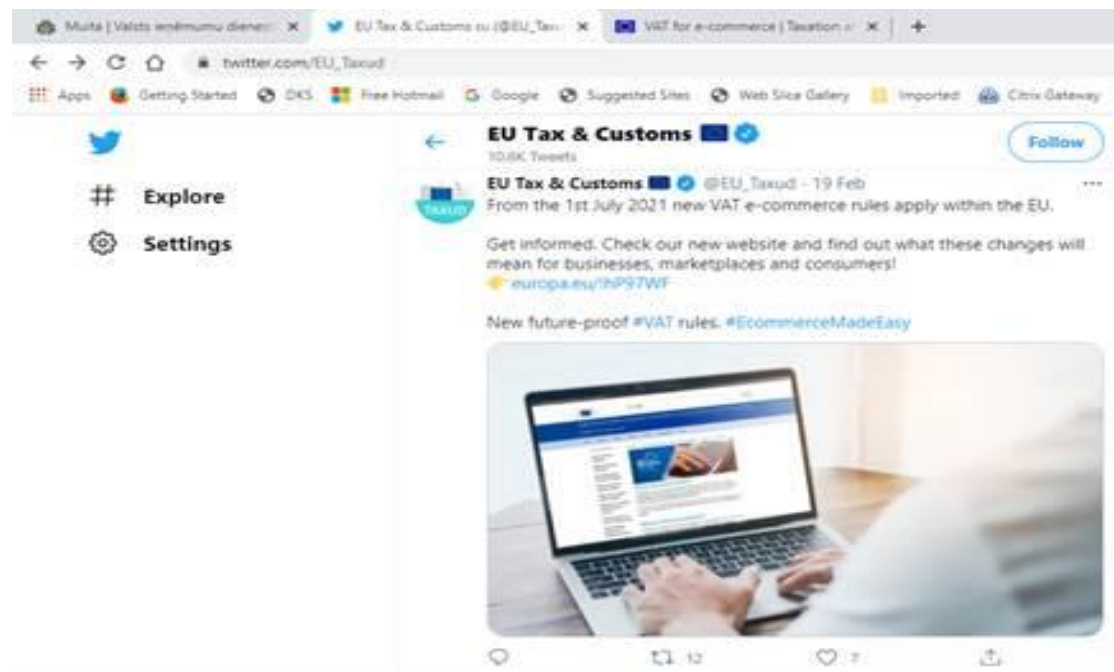 Muita | Valsts ieņēmumu dienes
EU Tax & Customs 🇪🇺 (@EU_Tax
VAT for e-commerce | Taxation
twitter.com/EU_Taxud
Apps Getting Started DKS Free Hotmail Google Suggested Sites Web Slice Gallery Imported Citrix Gateway
EU Tax & Customs 🇪🇺
10.8K Tweets
Follow
# Explore
Settings
EU Tax & Customs 🇪🇺 @EU_Taxud · 19 Feb
TAXUD
From the 1st July 2021 new VAT e-commerce rules apply within the EU.
Get informed. Check our new website and find out what these changes will
mean for businesses, marketplaces and consumers!
👉 europa.eu/!hP97WF
New future-proof #VAT rules. #EcommerceMadeEasy
12
7